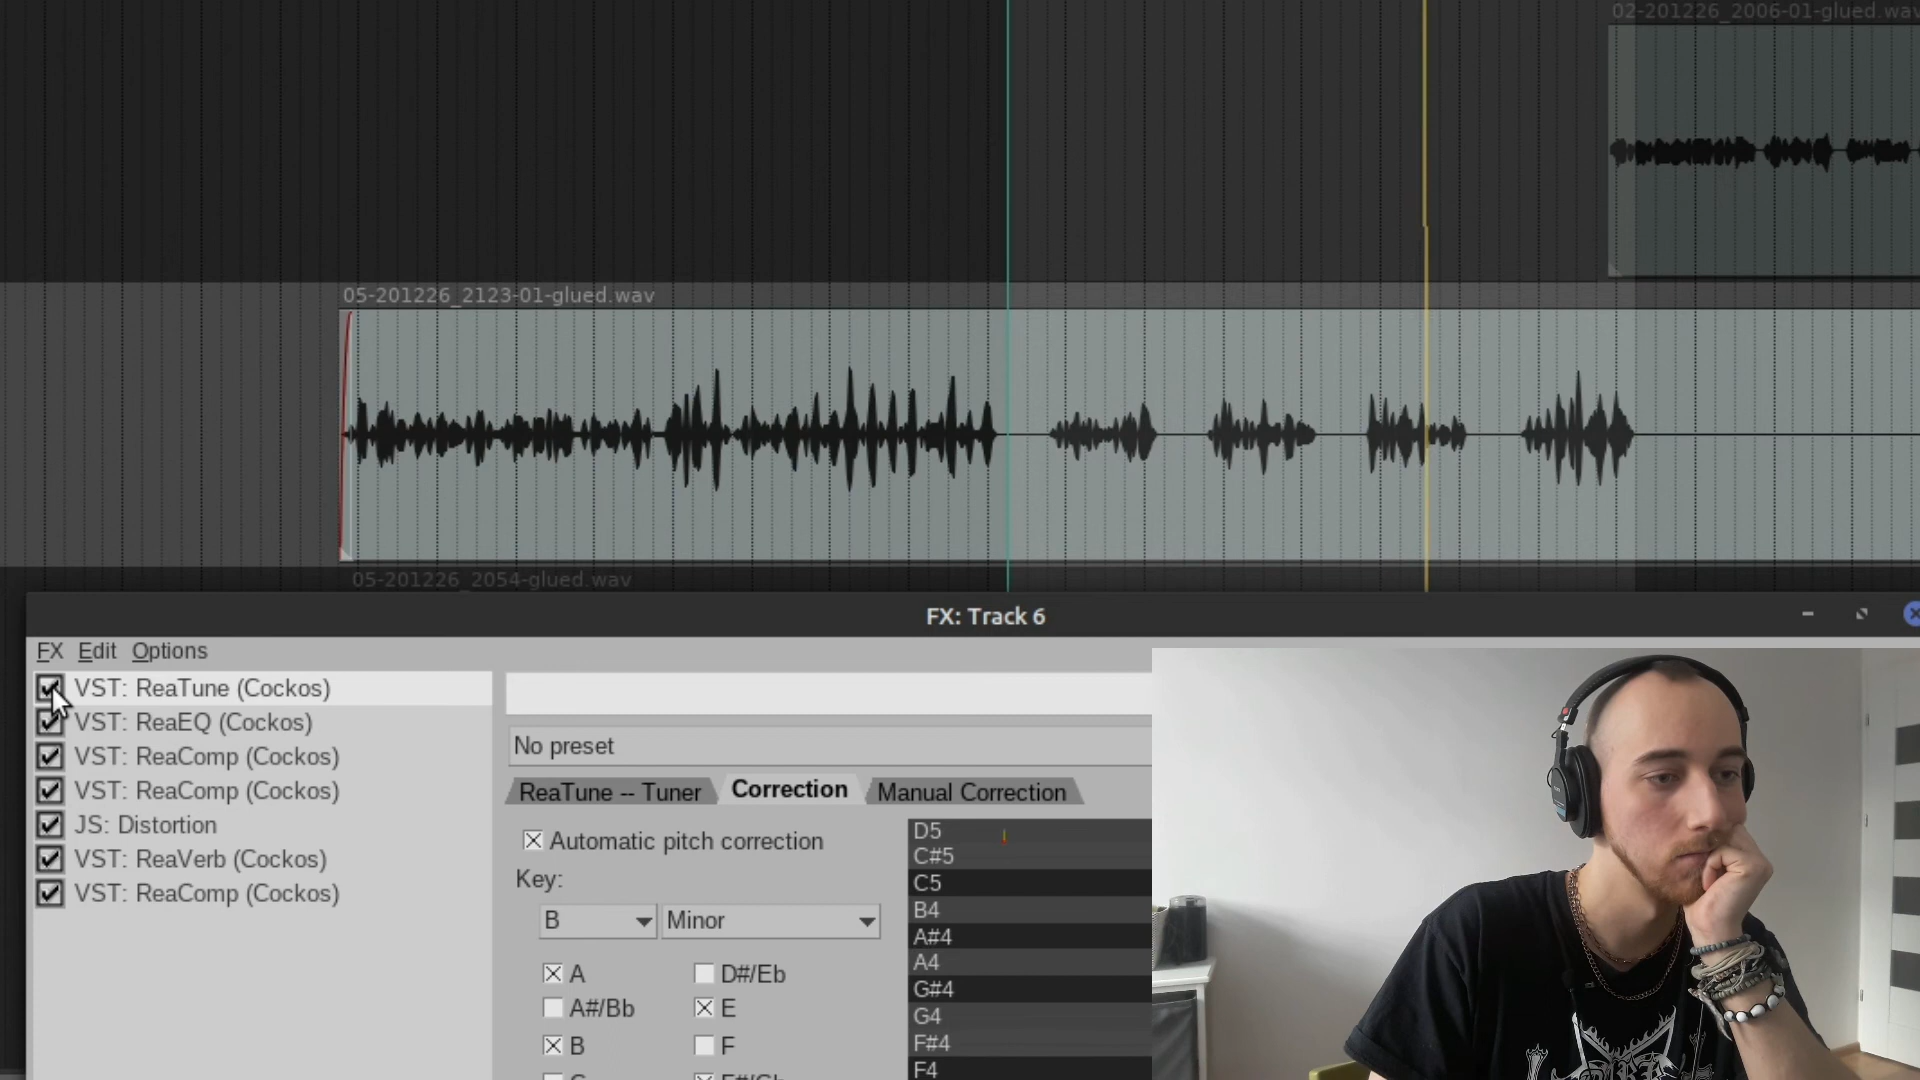 02-201226_2006-01-glued.wav
05-201226_2123-01-glued.wav
05-201226_2054-glued.wav
FX: Track 6
FX Edit Options
VST: ReaTune (Cockos)
VST: ReaEQ (Cockos)
VST: ReaComp (Cockos)
VST: ReaComp (Cockos)
JS: Distortion
VST: ReaVerb (Cockos)
VST: ReaComp (Cockos)
No preset
ReaTune -- Tuner Correction Manual Correction
Automatic pitch correction
Key:
B Minor
A D#/Eb
A#/Bb E
B F
D5
C#5
C5
B4
A#4
A4
G#4
G4
F#4
F4